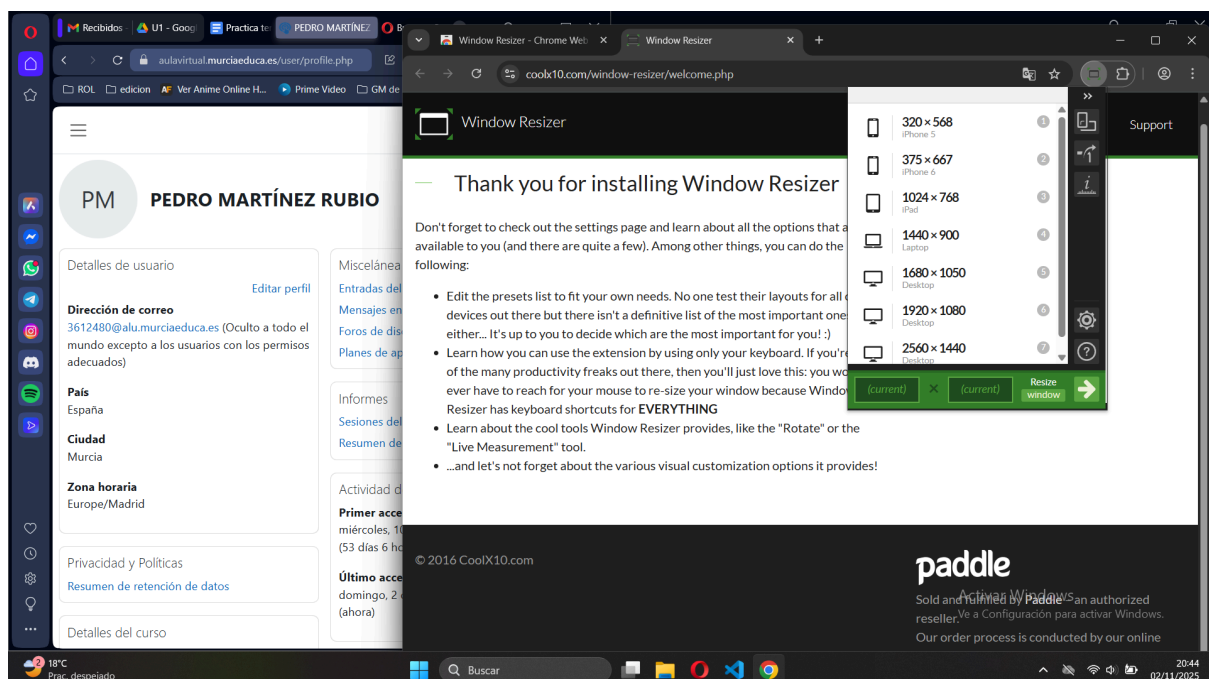 Recibidos
U1 - Goog
Practica te
PEDRO MARTÍNEZ
B
aulavirtual.murciaeduca.es/user/profile.php
ROL
edicion
Ver Anime Online H...
Prime Video
GM de
PM
PEDRO MARTÍNEZ RUBIO
Detalles de usuario
Editar perfil
Dirección de correo
3612480@alu.murciaeduca.es (Oculto a todo el
mundo excepto a los usuarios con los permisos
adecuados)
País
España
Ciudad
Murcia
Zona horaria
Europe/Madrid
Privacidad y Políticas
Resumen de retención de datos
Detalles del curso
Miscelánea
Entradas del
Mensajes en
Foros de dis
Planes de ap
Informes
Sesiones del
Resumen de
Actividad d
Primer acce
miércoles, 10
(53 días 6 ho
Último acce
domingo, 2
(ahora)
Window Resizer - Chrome Web
Window Resizer
coolx10.com/window-resizer/welcome.php
Window Resizer
Support
Thank you for installing Window Resizer
Don't forget to check out the settings page and learn about all the options that a
available to you (and there are quite a few). Among other things, you can do the
following:
Edit the presets list to fit your own needs. No one test their layouts for all
devices out there but there isn't a definitive list of the most important one
either... It's up to you to decide which are the most important for you! :)
Learn how you can use the extension by using only your keyboard. If you're
of the many productivity freaks out there, then you'll just love this: you wo
ever have to reach for your mouse to re-size your window because Windo
Resizer has keyboard shortcuts for EVERYTHING
Learn about the cool tools Window Resizer provides, like the "Rotate" or the
"Live Measurement" tool.
...and let's not forget about the various visual customization options it provides!
320 × 568
1
iPhone 5
375 × 667
2
iPhone 6
1024 × 768
3
iPad
1440 × 900
4
Laptop
1680 × 1050
5
Desktop
1920 × 1080
6
Desktop
2560 × 1440
7
Desktop
(current) × (current)
Resize
window
© 2016 CoolX10.com
paddle
Sold and fulfilled by Paddle - an authorized
reseller.
Our order process is conducted by our online
Activar Windows
Ve a Configuración para activar Windows.
2
18°C
Prac. despejado
Buscar
20:44
02/11/2025